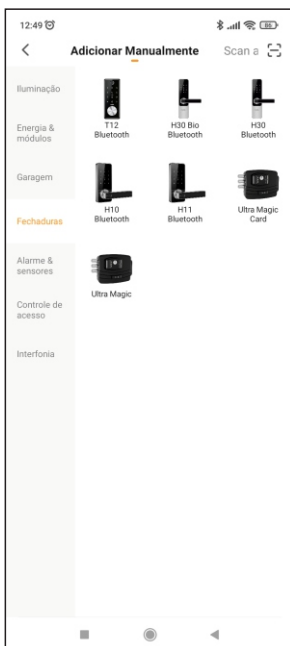 12:49
86
Adicionar Manualmente
Scan a
Iluminação
Energia &
módulos
Garagem
Fechaduras
Alarme &
sensores
Controle de
acesso
Interfonia
T12
Bluetooth
H30 Bio
Bluetooth
H30
Bluetooth
H10
Bluetooth
H11
Bluetooth
Ultra Magic
Card
Ultra Magic